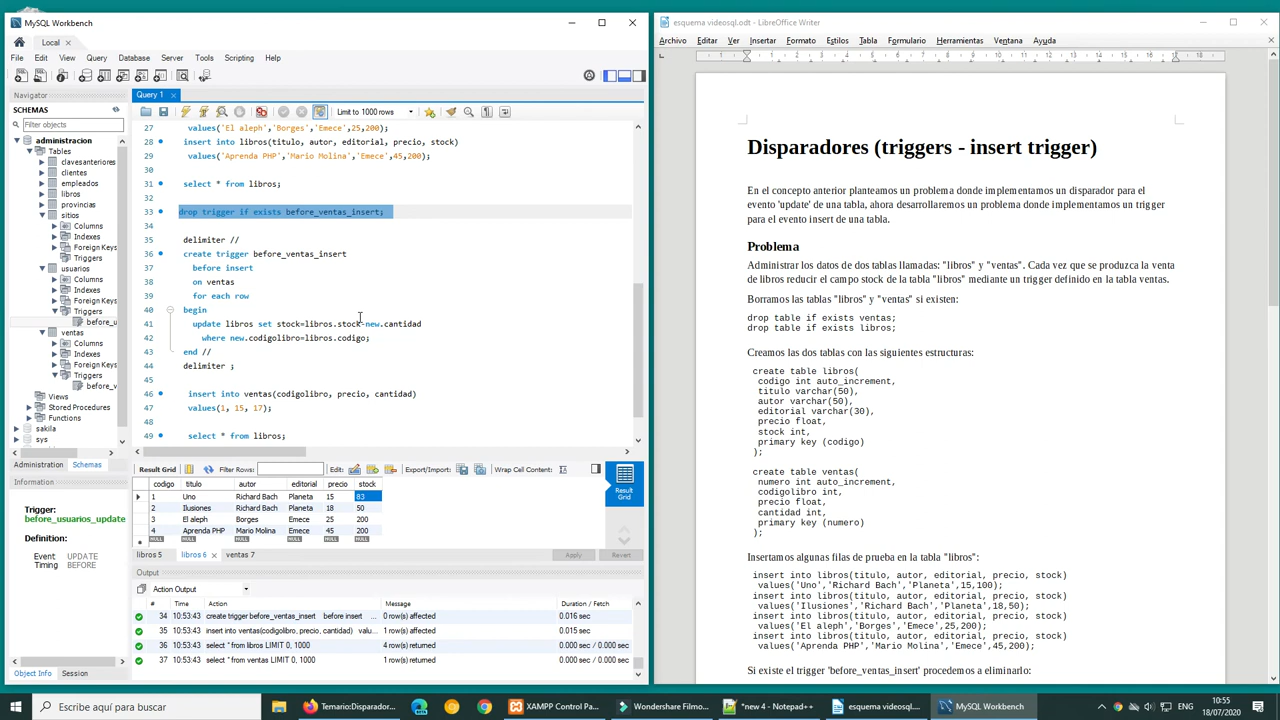 MySQL Workbench
Local
File Edit View Query Database Server Tools Scripting Help
Navigator
SCHEMAS
Filter objects
administracion
Tables
clavesanteriores
clientes
empleados
libros
provincias
sitios
Columns
Indexes
Foreign Keys
Triggers
usuarios
Columns
Indexes
Foreign Keys
Triggers
before_u
ventas
Columns
Indexes
Foreign Keys
Triggers
before_v
Views
Stored Procedures
Functions
sakila
sys
Administration Schemas
Information
Trigger:
before_usuarios_update
Definition:
Event UPDATE
Timing BEFORE
Object Info Session
Query 1
Limit to 1000 rows
27 values('El aleph','Borges','Emece',25,200);
28 insert into libros(titulo, autor, editorial, precio, stock)
29 values('Aprenda PHP','Mario Molina','Emece',45,200);
30
31 select * from libros;
32
33 drop trigger if exists before_ventas_insert;
34
35 delimiter //
36 create trigger before_ventas_insert
37 before insert
38 on ventas
39 for each row
40 begin
41 update libros set stock=libros.stock-new.cantidad
42 where new.codigolibro=libros.codigo;
43 end //
44 delimiter ;
45
46 insert into ventas(codigolibro, precio, cantidad)
47 values(1, 15, 17);
48
49 select * from libros;
Result Grid Filter Rows: Edit: Export/Import: Wrap Cell Content:
codigo titulo autor editorial precio stock
1 Uno Richard Bach Planeta 15 83
2 Ilusiones Richard Bach Planeta 18 50
3 El aleph Borges Emece 25 200
4 Aprenda PHP Mario Molina Emece 45 200
NULL NULL NULL NULL NULL NULL
Result
Grid
libros 5 libros 6 ventas 7 Apply Revert
Output
Action Output
# Time Action Message Duration / Fetch
34 10:53:43 create trigger before_ventas_insert before insert ... 0 row(s) affected 0.016 sec
35 10:53:43 insert into ventas(codigolibro, precio, cantidad) valu... 1 row(s) affected 0.015 sec
36 10:53:43 select * from libros LIMIT 0, 1000 4 row(s) returned 0.000 sec / 0.000 sec
37 10:53:43 select * from ventas LIMIT 0, 1000 1 row(s) returned 0.000 sec / 0.000 sec
esquema videosql.odt - LibreOffice Writer
Archivo Editar Ver Insertar Formato Estilos Tabla Formulario Herramientas Ventana Ayuda
Disparadores (triggers - insert trigger)
En el concepto anterior planteamos un problema donde implementamos un disparador para el
evento 'update' de una tabla, ahora desarrollaremos un problema donde implementamos un trigger
para el evento insert de una tabla.
Problema
Administrar los datos de dos tablas llamadas: "libros" y "ventas". Cada vez que se produzca la venta
de libros reducir el campo stock de la tabla "libros" mediante un trigger definido en la tabla ventas.
Borramos las tablas "libros" y "ventas" si existen:
drop table if exists ventas;
drop table if exists libros;
Creamos las dos tablas con las siguientes estructuras:
create table libros(
codigo int auto_increment,
titulo varchar(50),
autor varchar(50),
editorial varchar(30),
precio float,
stock int,
primary key (codigo)
);
create table ventas(
numero int auto_increment,
codigolibro int,
precio float,
cantidad int,
primary key (numero)
);
Insertamos algunas filas de prueba en la tabla "libros":
insert into libros(titulo, autor, editorial, precio, stock)
values('Uno','Richard Bach','Planeta',15,100);
insert into libros(titulo, autor, editorial, precio, stock)
values('Ilusiones','Richard Bach','Planeta',18,50);
insert into libros(titulo, autor, editorial, precio, stock)
values('El aleph','Borges','Emece',25,200);
insert into libros(titulo, autor, editorial, precio, stock)
values('Aprenda PHP','Mario Molina','Emece',45,200);
Si existe el trigger 'before_ventas_insert' procedemos a eliminarlo:
Escribe aquí para buscar
Temario:Disparador...
XAMPP Control Pa...
Wondershare Filmo...
*new 4 - Notepad++
esquema videosql....
MySQL Workbench
ENG
10:55
18/07/2020